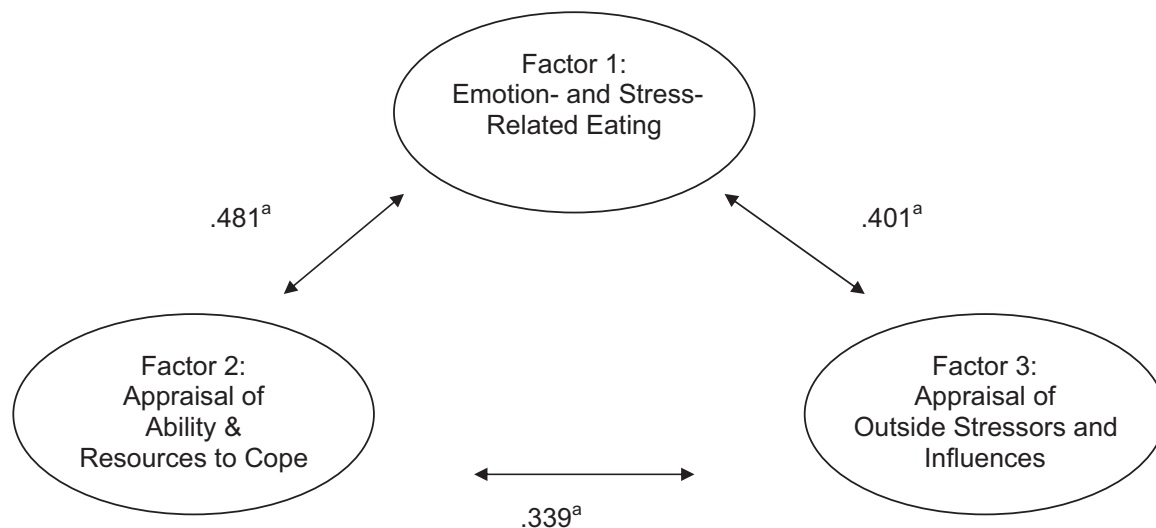 Factor 1:
Emotion- and Stress-
Related Eating
.481ᵃ
.401ᵃ
Factor 2:
Appraisal of
Ability &
Resources to Cope
Factor 3:
Appraisal of
Outside Stressors and
Influences
.339ᵃ